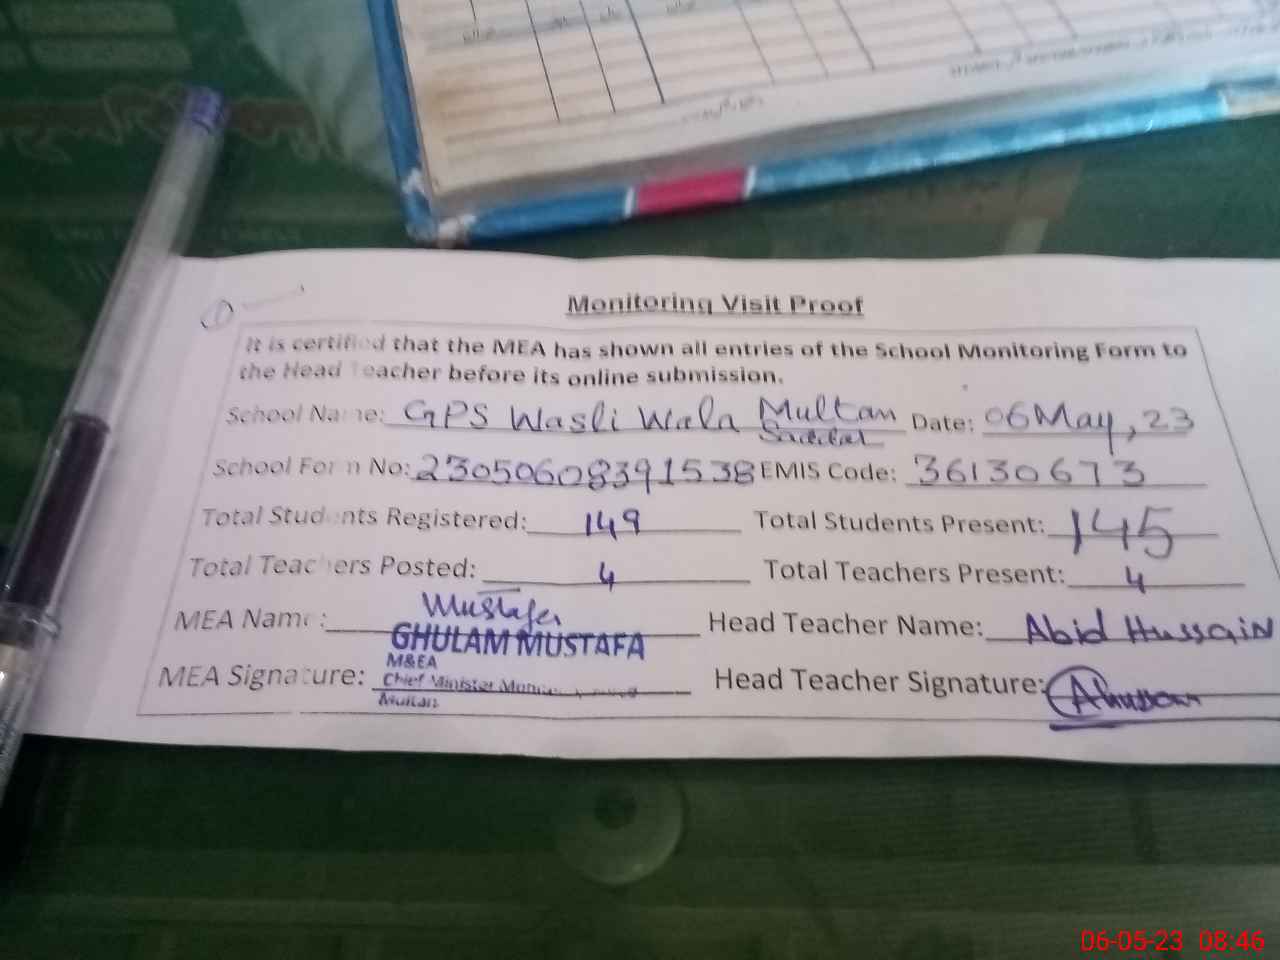 Monitoring Visit Proof
It is certified that the MEA has shown all entries of the School Monitoring Form to
the Head Teacher before its online submission.
School Name: GPS Wasli Wala Multan Saddar Date: 06 May, 23
School Form No: 23050608391538 EMIS Code: 36130673
Total Students Registered: 149 Total Students Present: 145
Total Teachers Posted: 4 Total Teachers Present: 4
MEA Name: Mustafa Head Teacher Name: Abid Hussain
GHULAM MUSTAFA
M&EA
MEA Signature: Chief Minister Head Teacher Signature: AHussain
Multan
06-05-23 08:46